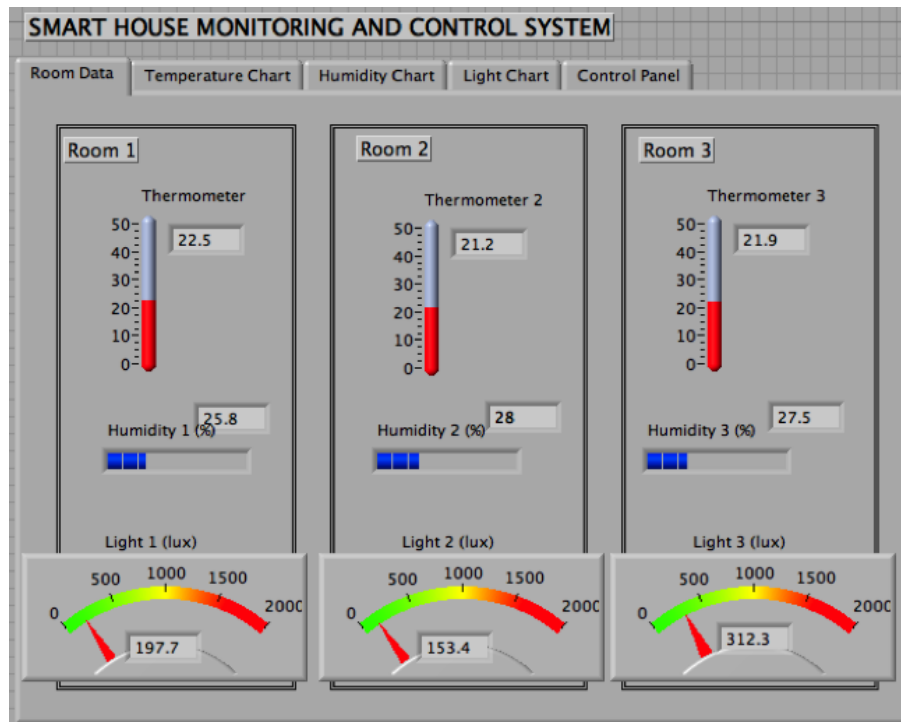 SMART HOUSE MONITORING AND CONTROL SYSTEM
Room Data Temperature Chart Humidity Chart Light Chart Control Panel
Room 1
Thermometer
50
40
30
20
10
0
22.5
25.8
Humidity 1 (%)
Light 1 (lux)
0 500 1000 1500 2000
197.7
Room 2
Thermometer 2
50
40
30
20
10
0
21.2
28
Humidity 2 (%)
Light 2 (lux)
0 500 1000 1500 2000
153.4
Room 3
Thermometer 3
50
40
30
20
10
0
21.9
27.5
Humidity 3 (%)
Light 3 (lux)
0 500 1000 1500 2000
312.3